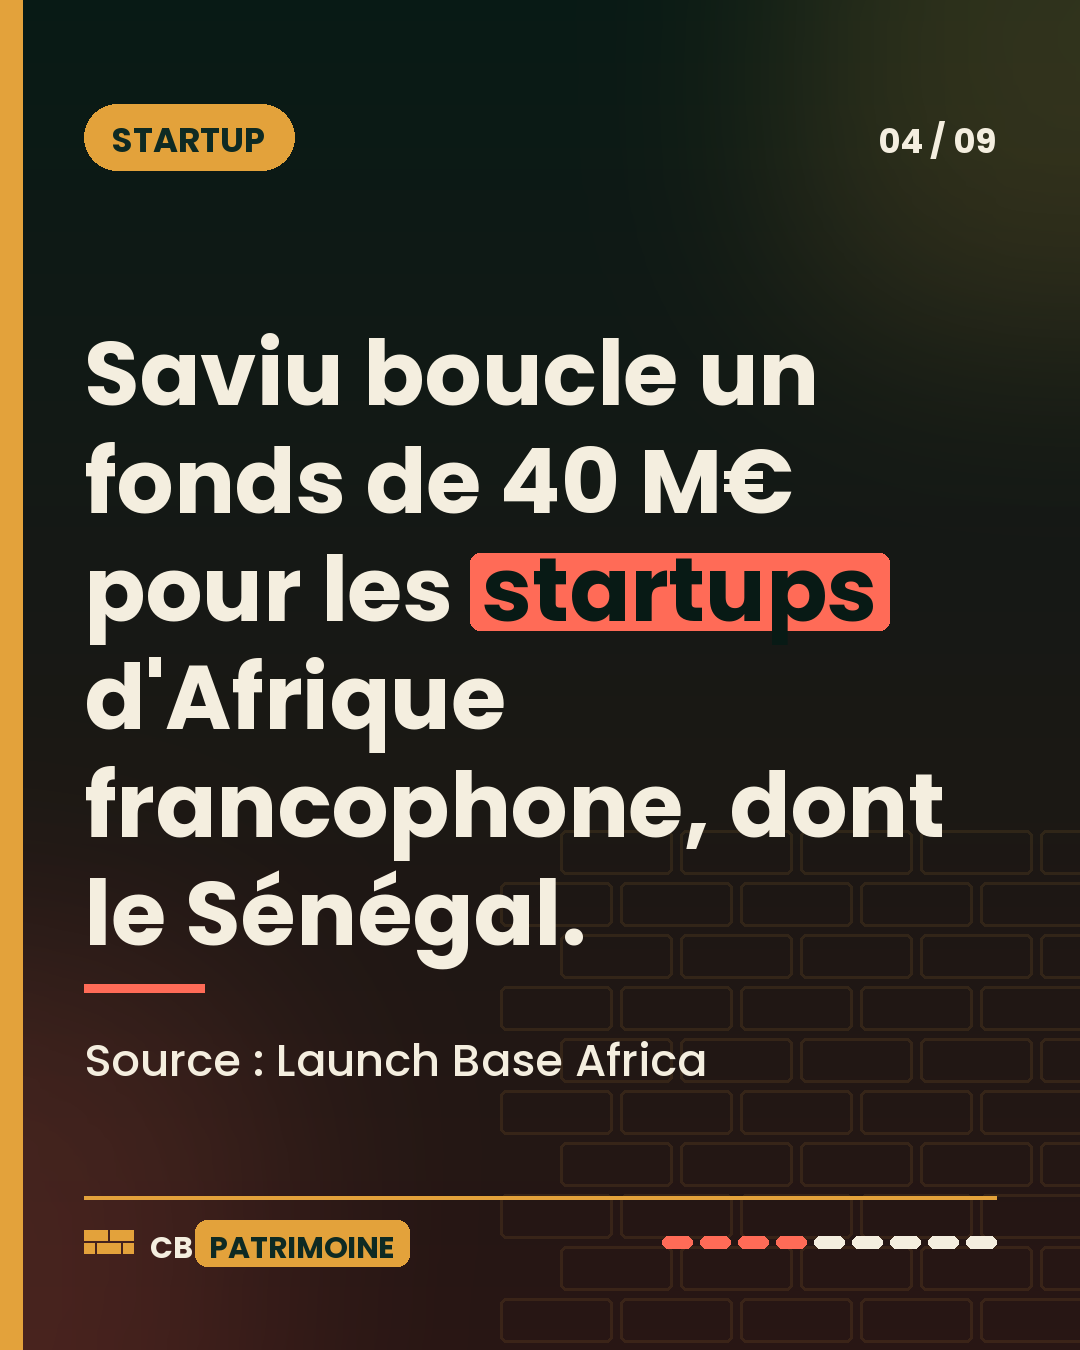 STARTUP
04 / 09
Saviu boucle un
fonds de 40 M€
pour les startups
d'Afrique
francophone, dont
le Sénégal.
Source : Launch Base Africa
CB PATRIMOINE